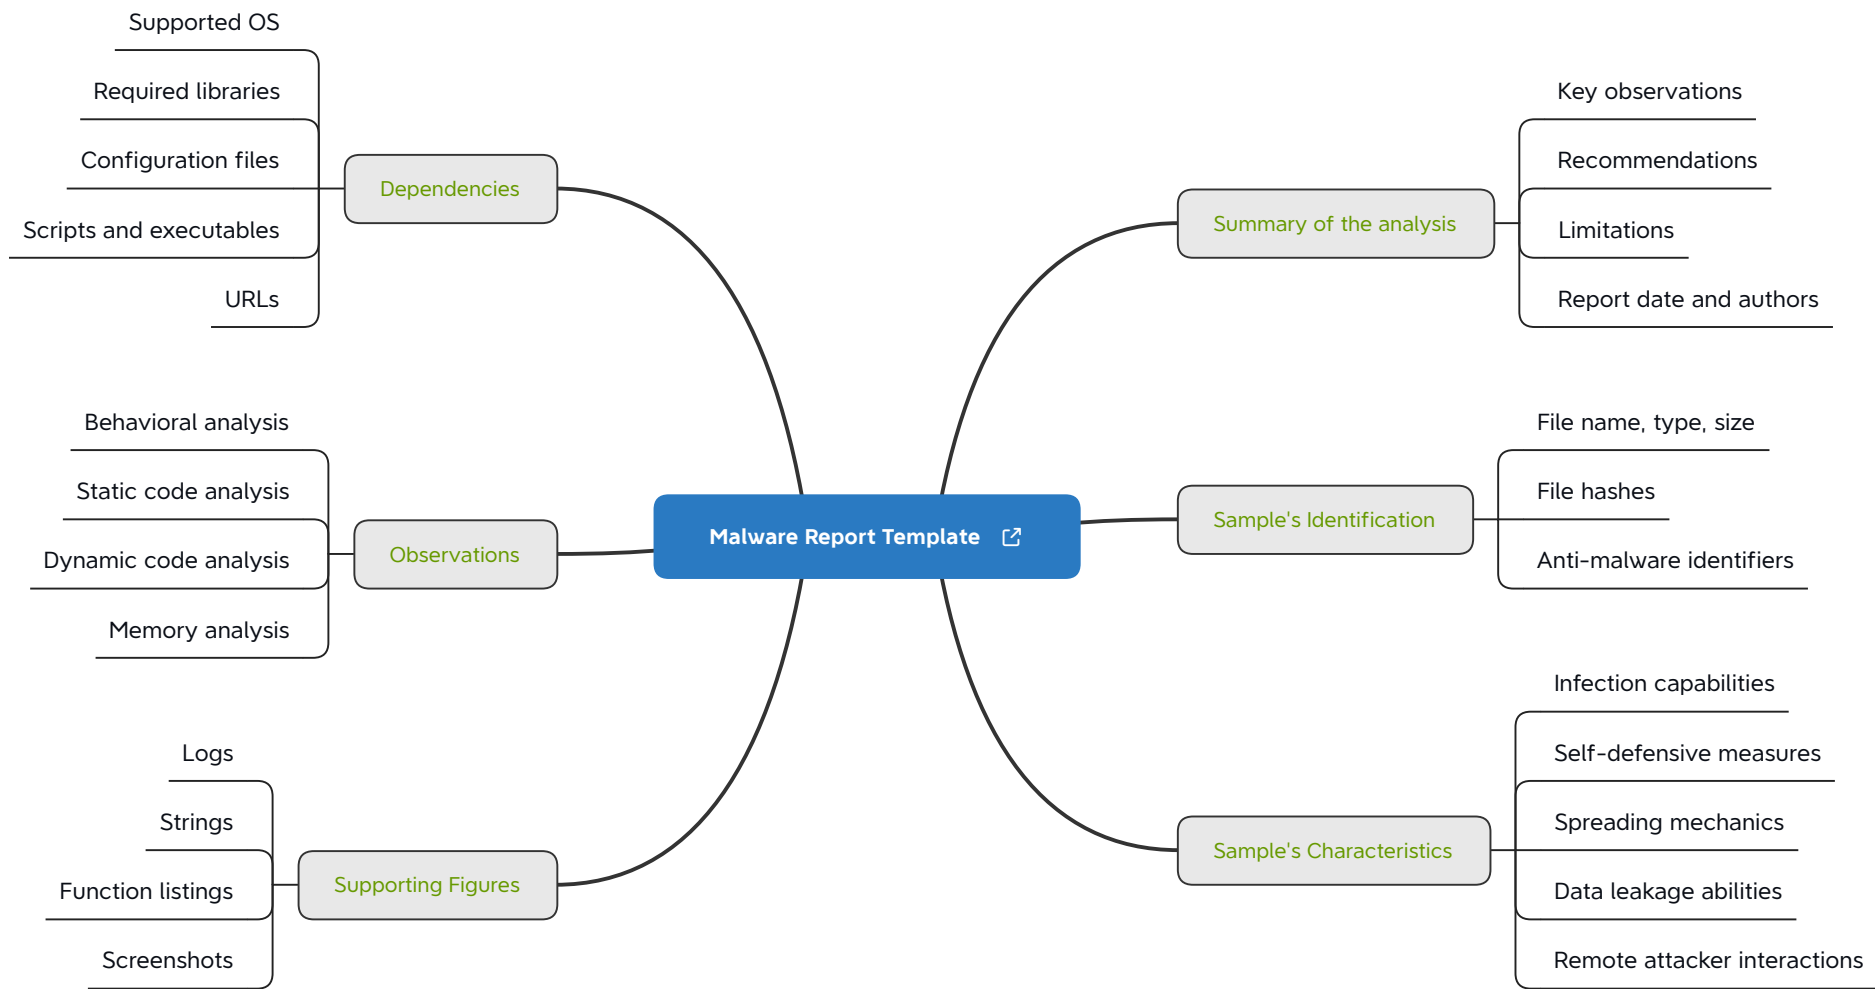 Malware Report Template
Summary of the analysis
Key observations
Recommendations
Limitations
Report date and authors
Sample's Identification
File name, type, size
File hashes
Anti-malware identifiers
Sample's Characteristics
Infection capabilities
Self-defensive measures
Spreading mechanics
Data leakage abilities
Remote attacker interactions
Dependencies
Supported OS
Required libraries
Configuration files
Scripts and executables
URLs
Observations
Behavioral analysis
Static code analysis
Dynamic code analysis
Memory analysis
Supporting Figures
Logs
Strings
Function listings
Screenshots